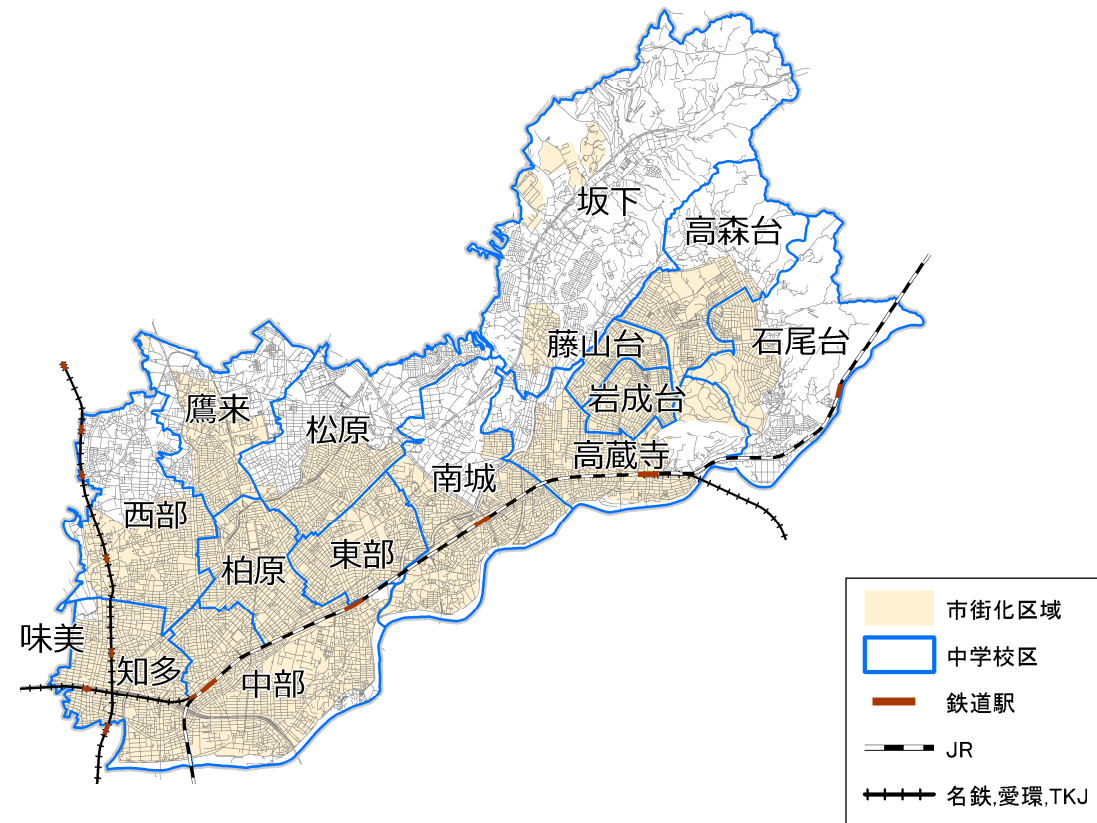 坂下
高森台
藤山台
石尾台
岩成台
鷹来
松原
高蔵寺
南城
西部
東部
柏原
味美
知多
中部
市街化区域
中学校区
鉄道駅
JR
名鉄,愛環,TKJ